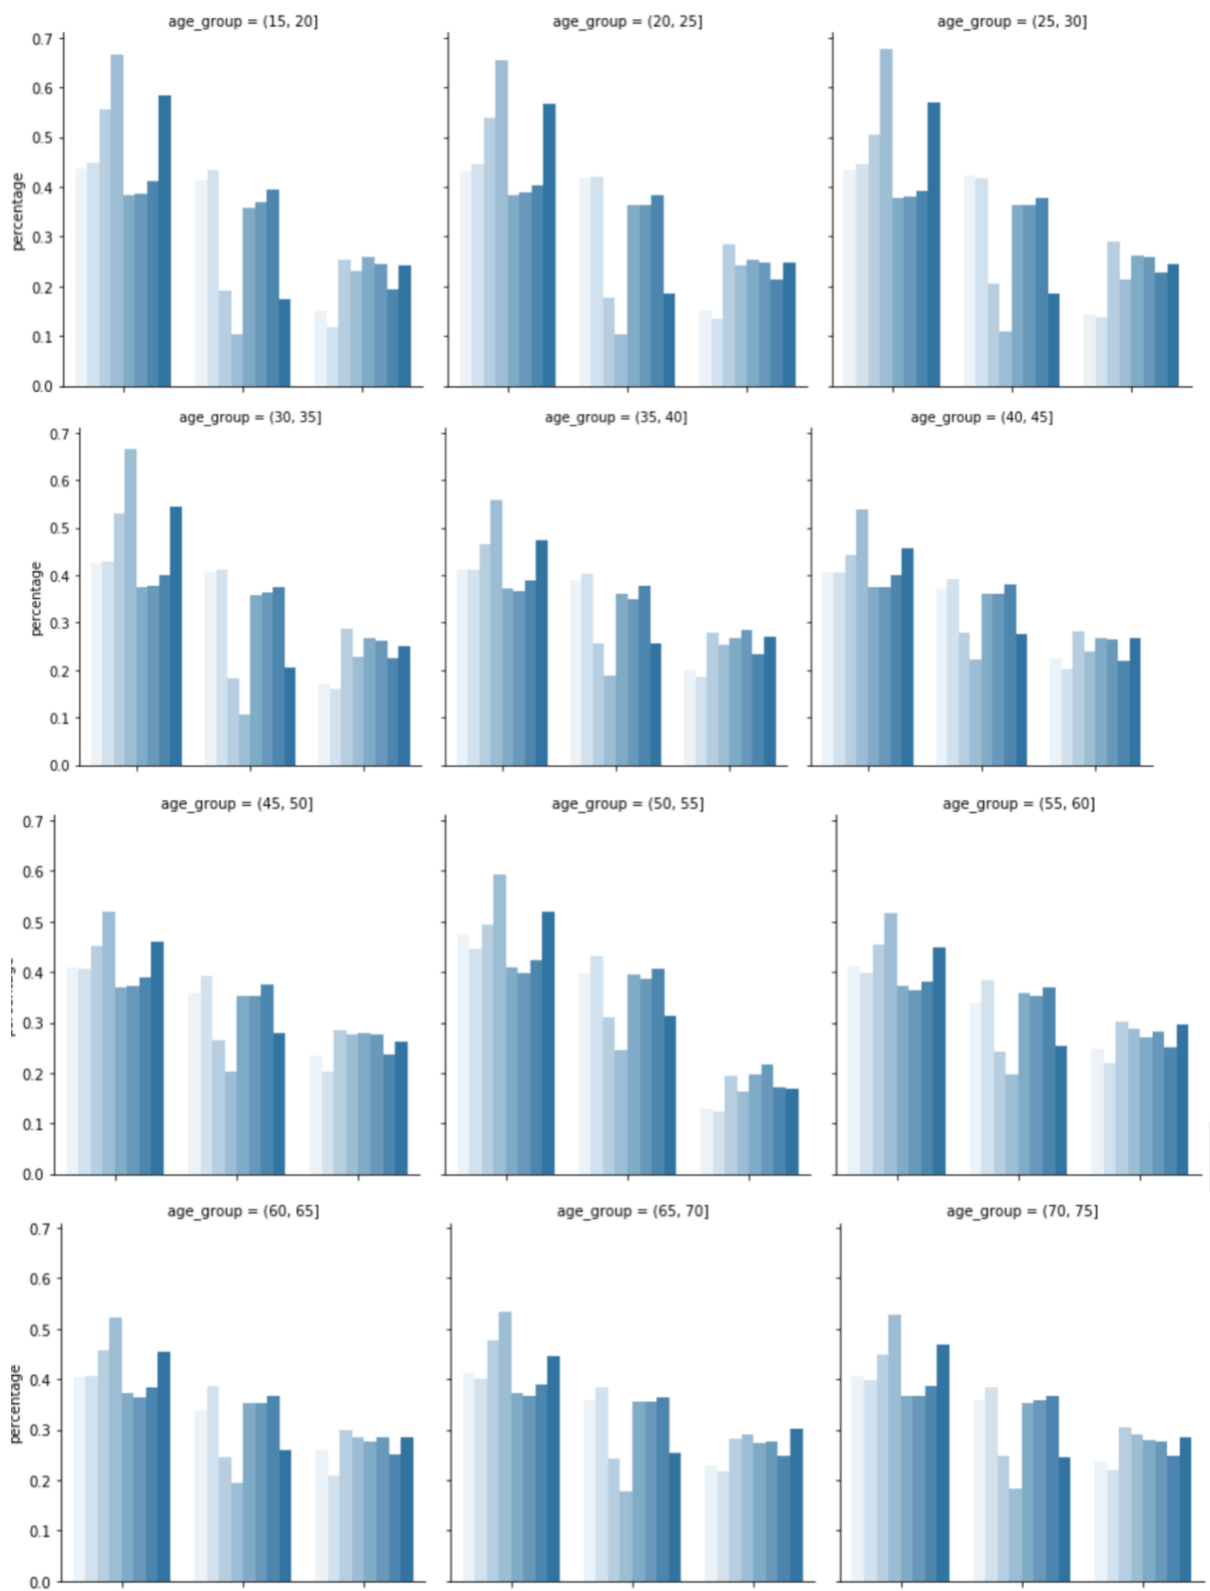 age_group = (15, 20]
age_group = (20, 25]
age_group = (25, 30]
0.7
0.6
0.5
0.4
0.3
0.2
0.1
0.0
percentage
age_group = (30, 35]
age_group = (35, 40]
age_group = (40, 45]
0.7
0.6
0.5
0.4
0.3
0.2
0.1
0.0
percentage
age_group = (45, 50]
age_group = (50, 55]
age_group = (55, 60]
0.7
0.6
0.5
0.4
0.3
0.2
0.1
0.0
age_group = (60, 65]
age_group = (65, 70]
age_group = (70, 75]
0.7
0.6
0.5
0.4
0.3
0.2
0.1
0.0
percentage